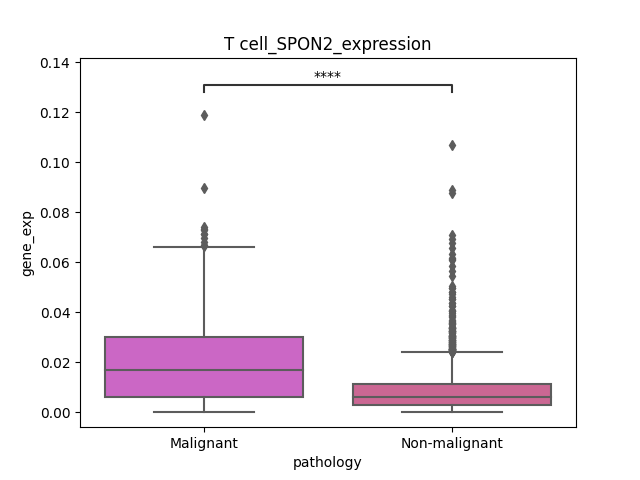 T cell_SPON2_expression
****
0.14
0.12
0.10
0.08
0.06
0.04
0.02
0.00
gene_exp
Malignant
Non-malignant
pathology